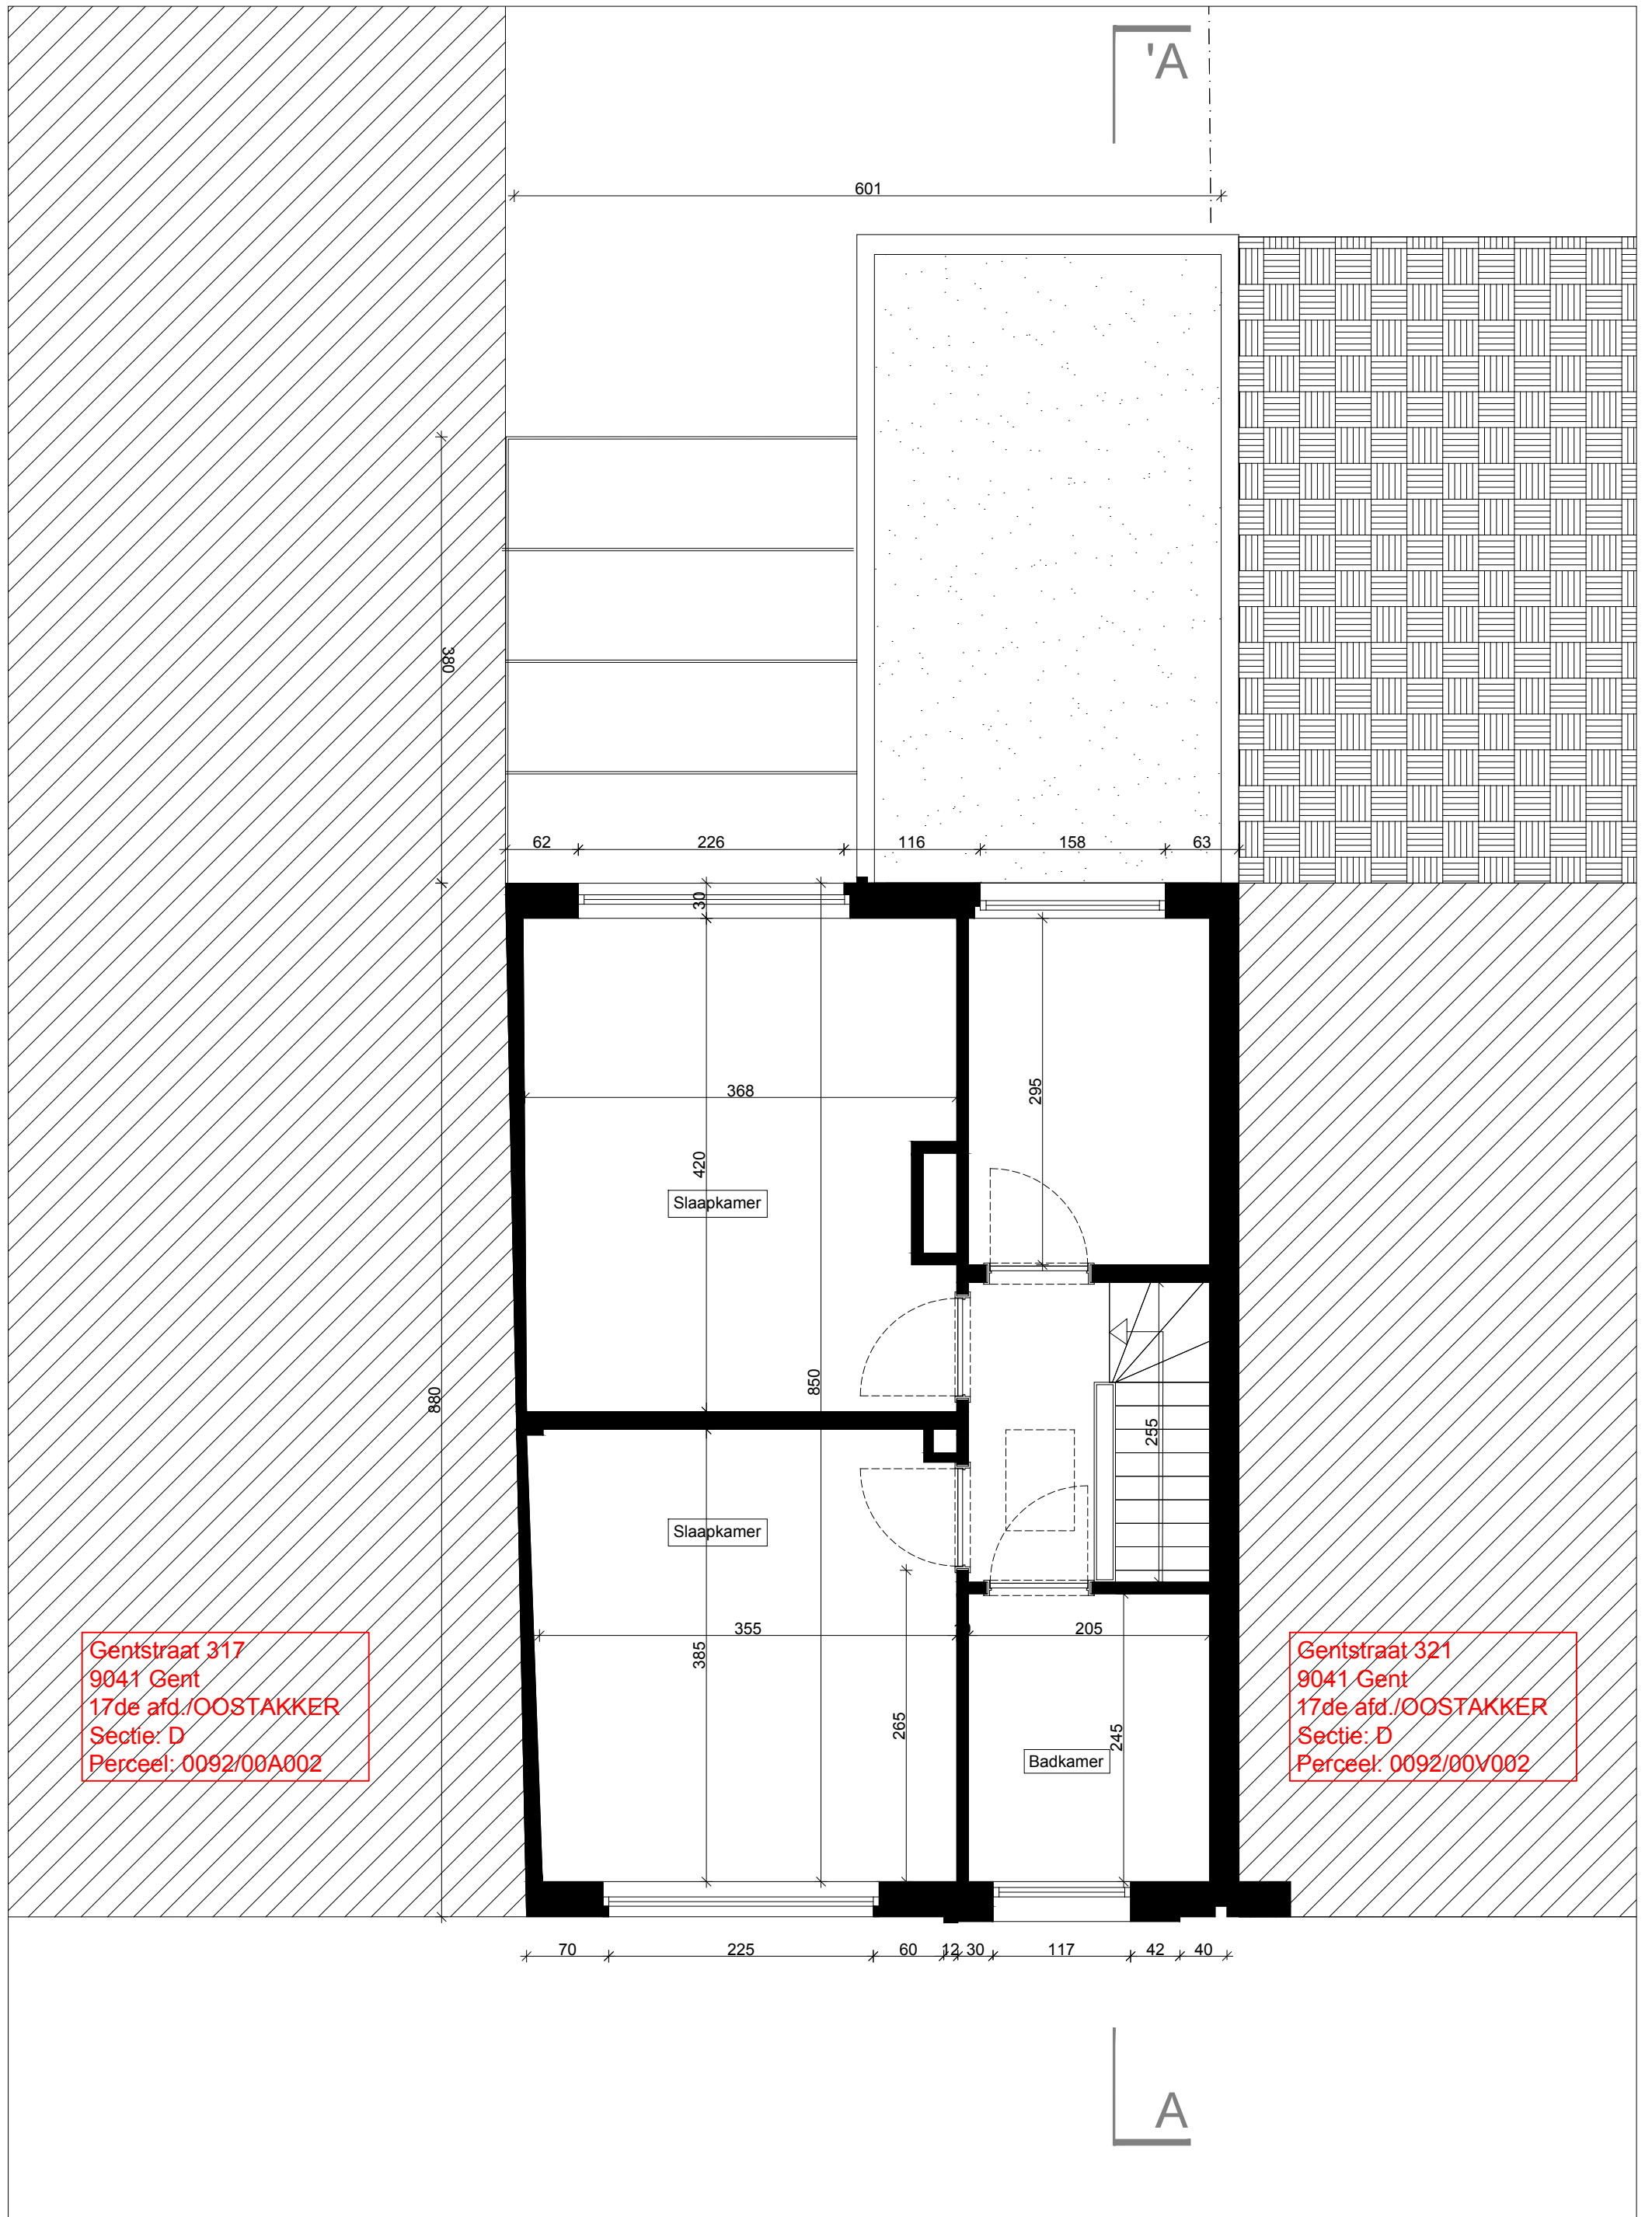 'A
601
380
62 226 116 158 63
30
368
295
420
Slaapkamer
850
880
255
Slaapkamer
355 205
385
Gentstraat 317
9041 Gent
17de afd./OOSTAKKER
Sectie: D
Perceel: 0092/00A002
Gentstraat 321
9041 Gent
17de afd./OOSTAKKER
Sectie: D
Perceel: 0092/00V002
265
245
Badkamer
70 225 60 12 30 117 42 40
A